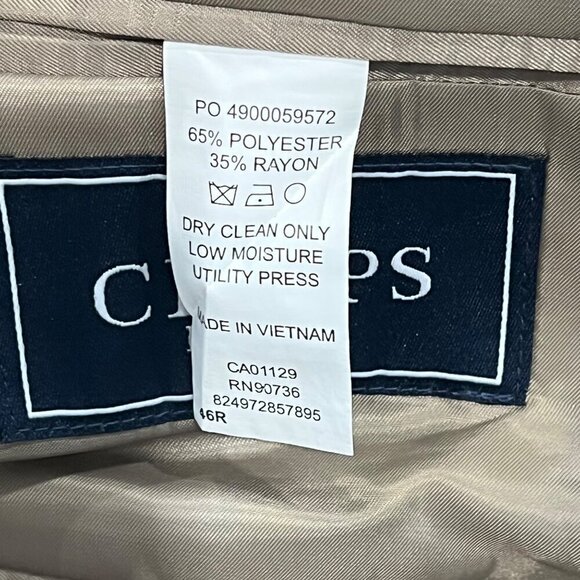 PO 4900059572
65% POLYESTER
35% RAYON
DRY CLEAN ONLY
LOW MOISTURE
UTILITY PRESS
MADE IN VIETNAM
CA01129
RN90736
824972857895
46R